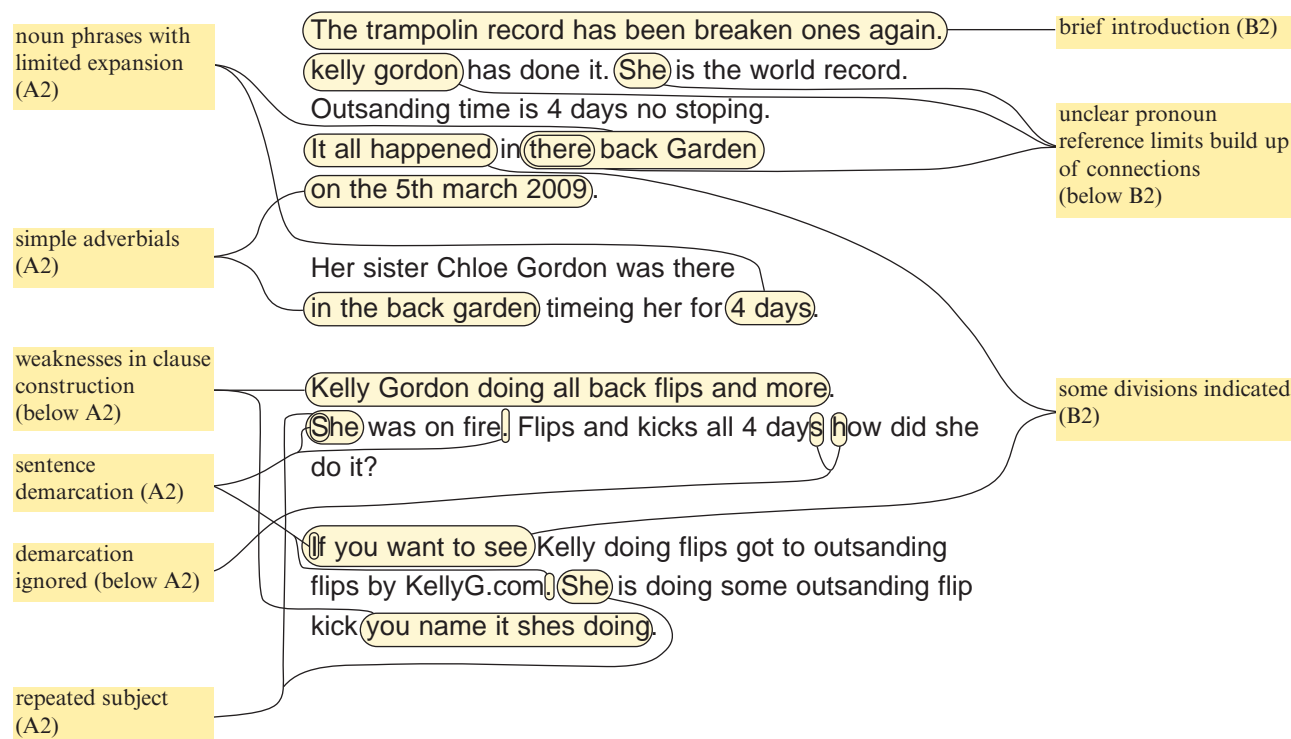 noun phrases with
limited expansion
(A2)
simple adverbials
(A2)
weaknesses in clause
construction
(below A2)
sentence
demarcation (A2)
demarcation
ignored (below A2)
repeated subject
(A2)
The trampolin record has been breaken ones again.
kelly gordon has done it. She is the world record.
Outsanding time is 4 days no stoping.
It all happened in there back Garden
on the 5th march 2009.
Her sister Chloe Gordon was there
in the back garden timeing her for 4 days.
Kelly Gordon doing all back flips and more.
She was on fire. Flips and kicks all 4 days how did she
do it?
If you want to see Kelly doing flips got to outsanding
flips by KellyG.com. She is doing some outsanding flip
kick you name it shes doing.
brief introduction (B2)
unclear pronoun
reference limits build up
of connections
(below B2)
some divisions indicated
(B2)